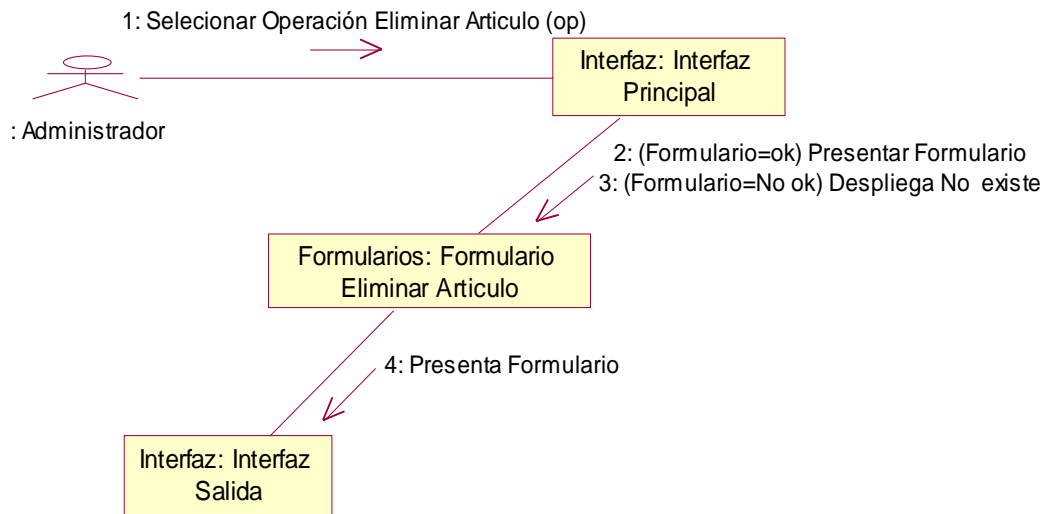 1: Selecionar Operación Eliminar Articulo (op)
Interfaz: Interfaz
Principal
: Administrador
2: (Formulario=ok) Presentar Formulario
3: (Formulario=No ok) Despliega No existe
Formularios: Formulario
Eliminar Articulo
4: Presenta Formulario
Interfaz: Interfaz
Salida